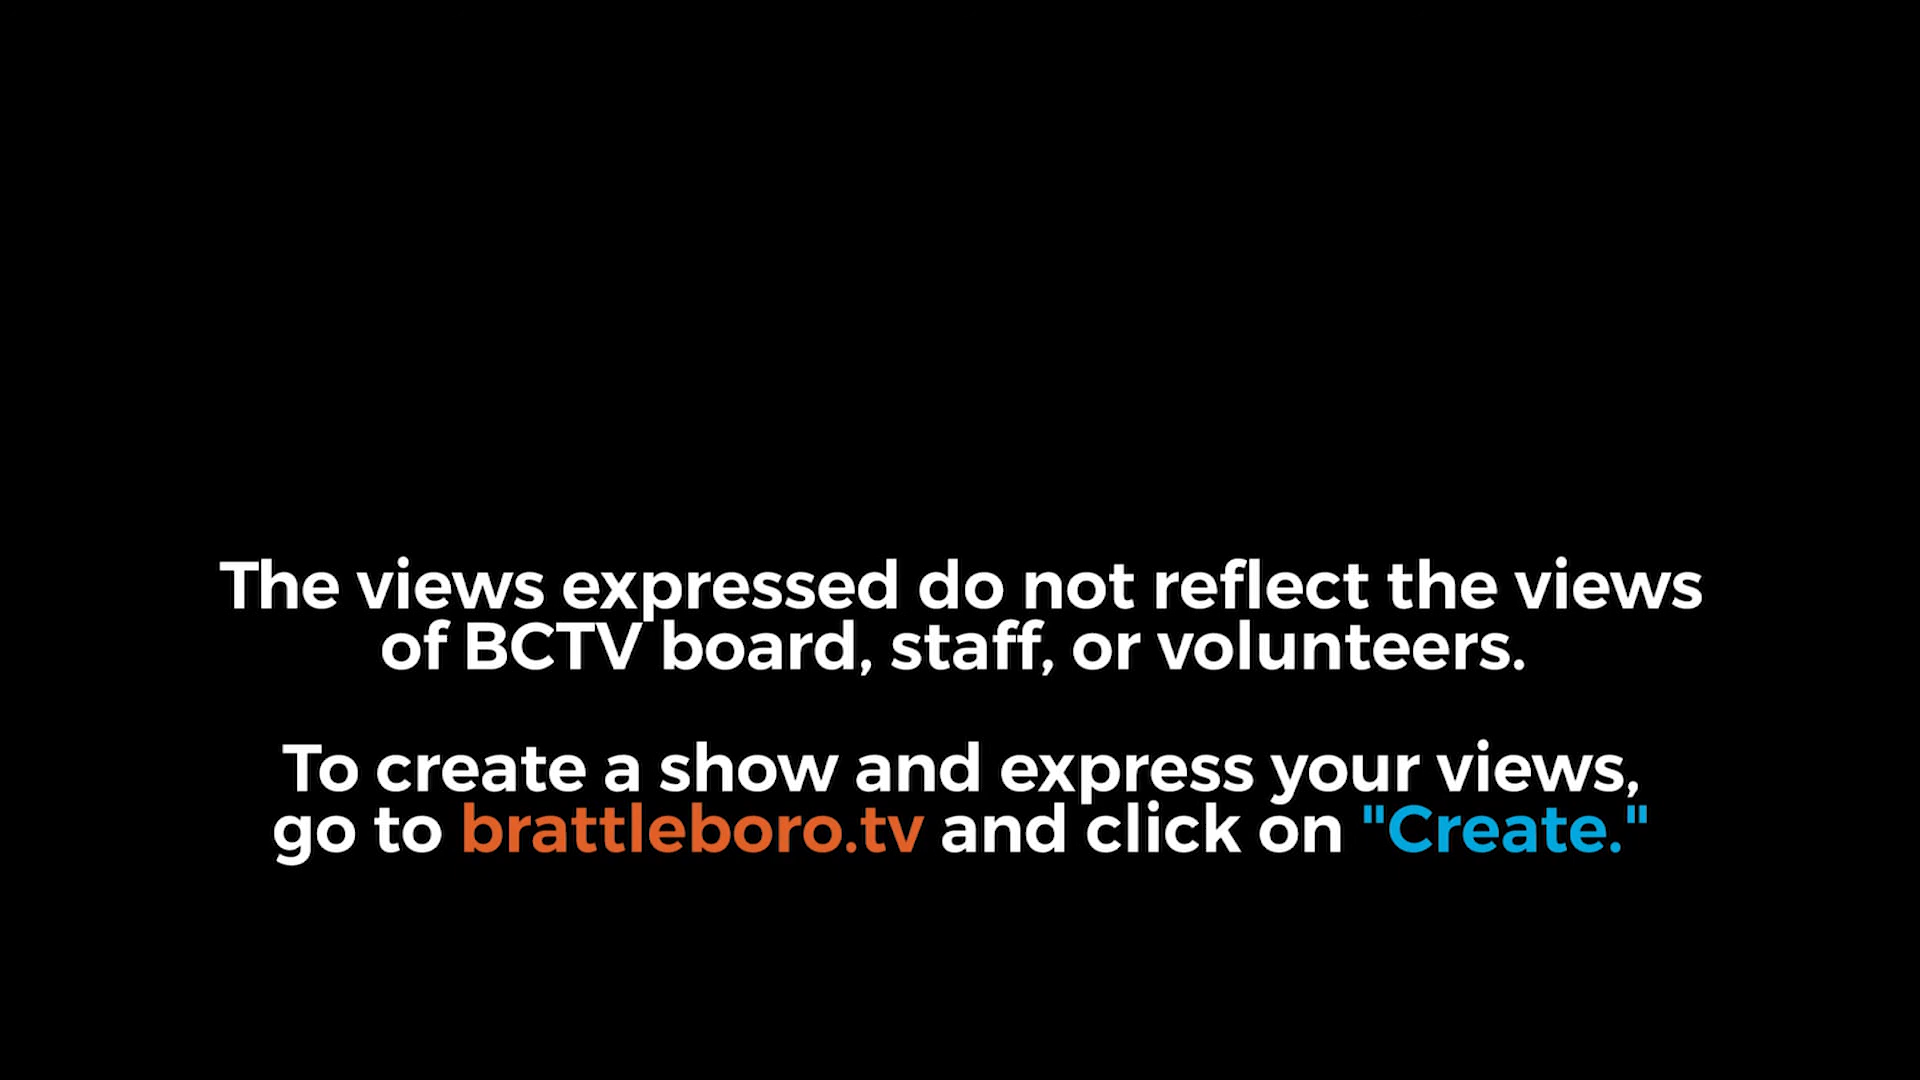 The views expressed do not reflect the views
of BCTV board, staff, or volunteers.
To create a show and express your views,
go to brattleboro.tv and click on "Create."